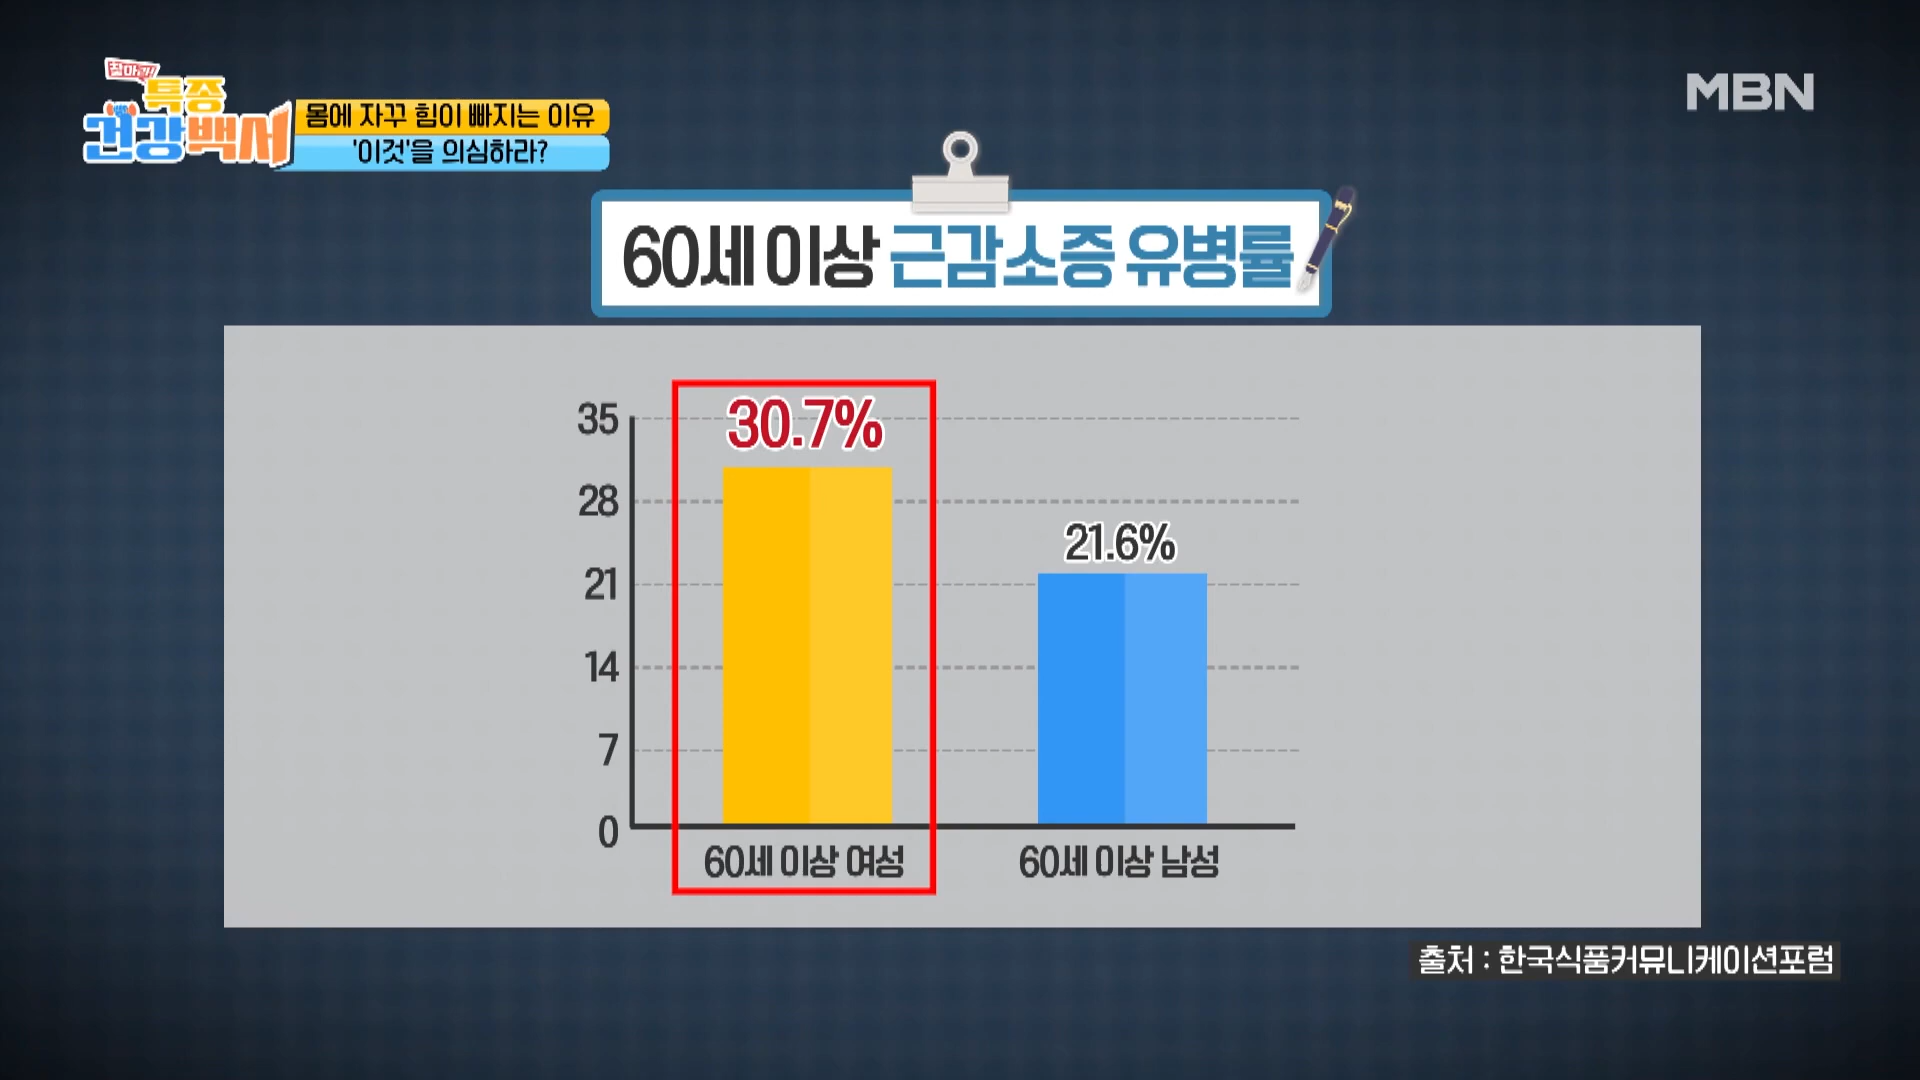 찾아라!
특종
건강백서
몸에 자꾸 힘이 빠지는 이유
'이것'을 의심하라?
MBN
60세 이상 근감소증 유병률
35
28
21
14
7
0
30.7%
21.6%
60세 이상 여성
60세 이상 남성
출처 : 한국식품커뮤니케이션포럼